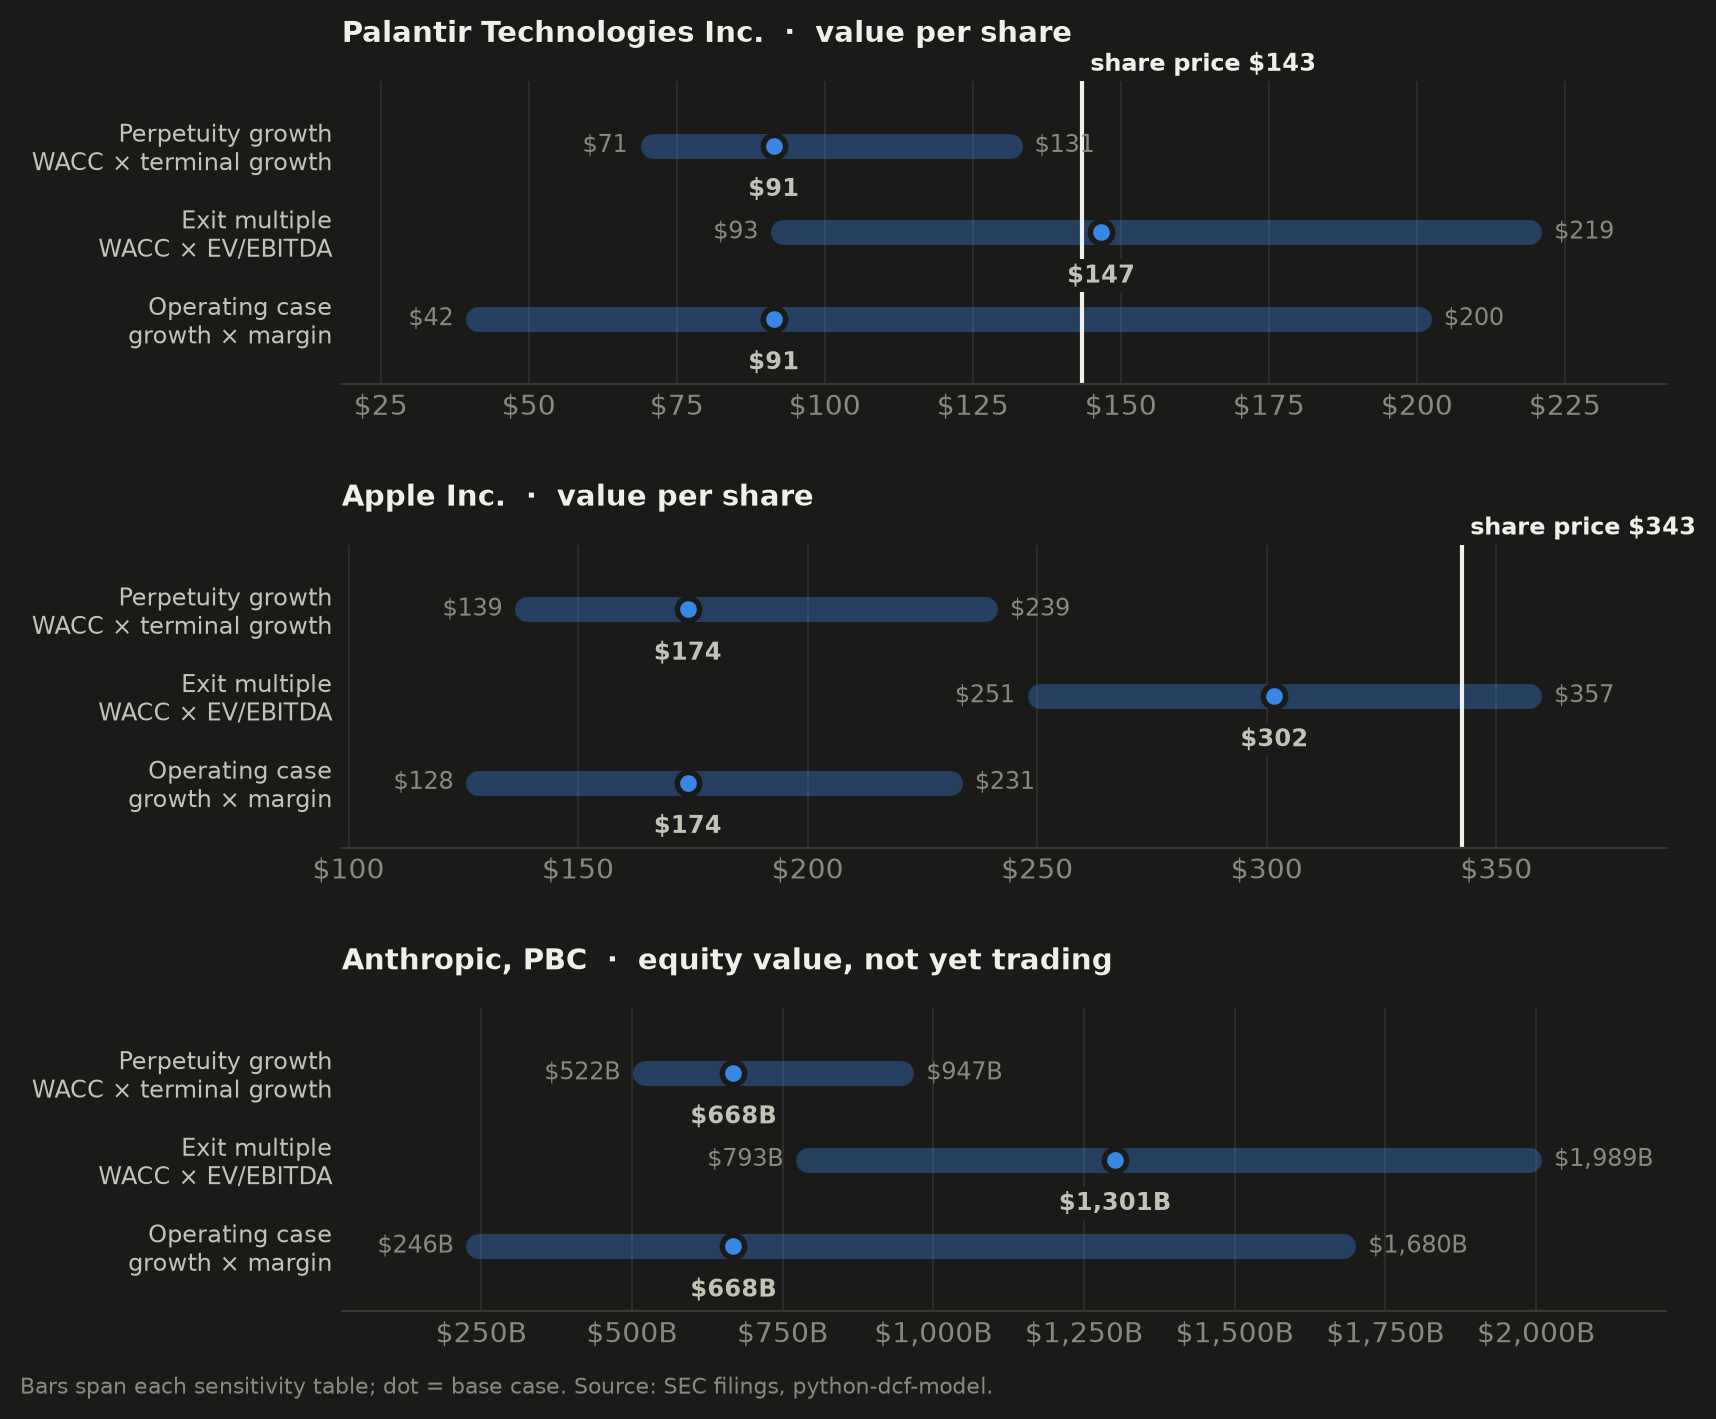 Palantir Technologies Inc. · value per share
share price $143
Perpetuity growth
WACC × terminal growth
$71
$131
$91
Exit multiple
WACC × EV/EBITDA
$93
$219
$147
Operating case
growth × margin
$42
$200
$91
$25 $50 $75 $100 $125 $150 $175 $200 $225
Apple Inc. · value per share
share price $343
Perpetuity growth
WACC × terminal growth
$139
$239
$174
Exit multiple
WACC × EV/EBITDA
$251
$357
$302
Operating case
growth × margin
$128
$231
$174
$100 $150 $200 $250 $300 $350
Anthropic, PBC · equity value, not yet trading
Perpetuity growth
WACC × terminal growth
$522B
$947B
$668B
Exit multiple
WACC × EV/EBITDA
$793B
$1,989B
$1,301B
Operating case
growth × margin
$246B
$1,680B
$668B
$250B $500B $750B $1,000B $1,250B $1,500B $1,750B $2,000B
Bars span each sensitivity table; dot = base case. Source: SEC filings, python-dcf-model.